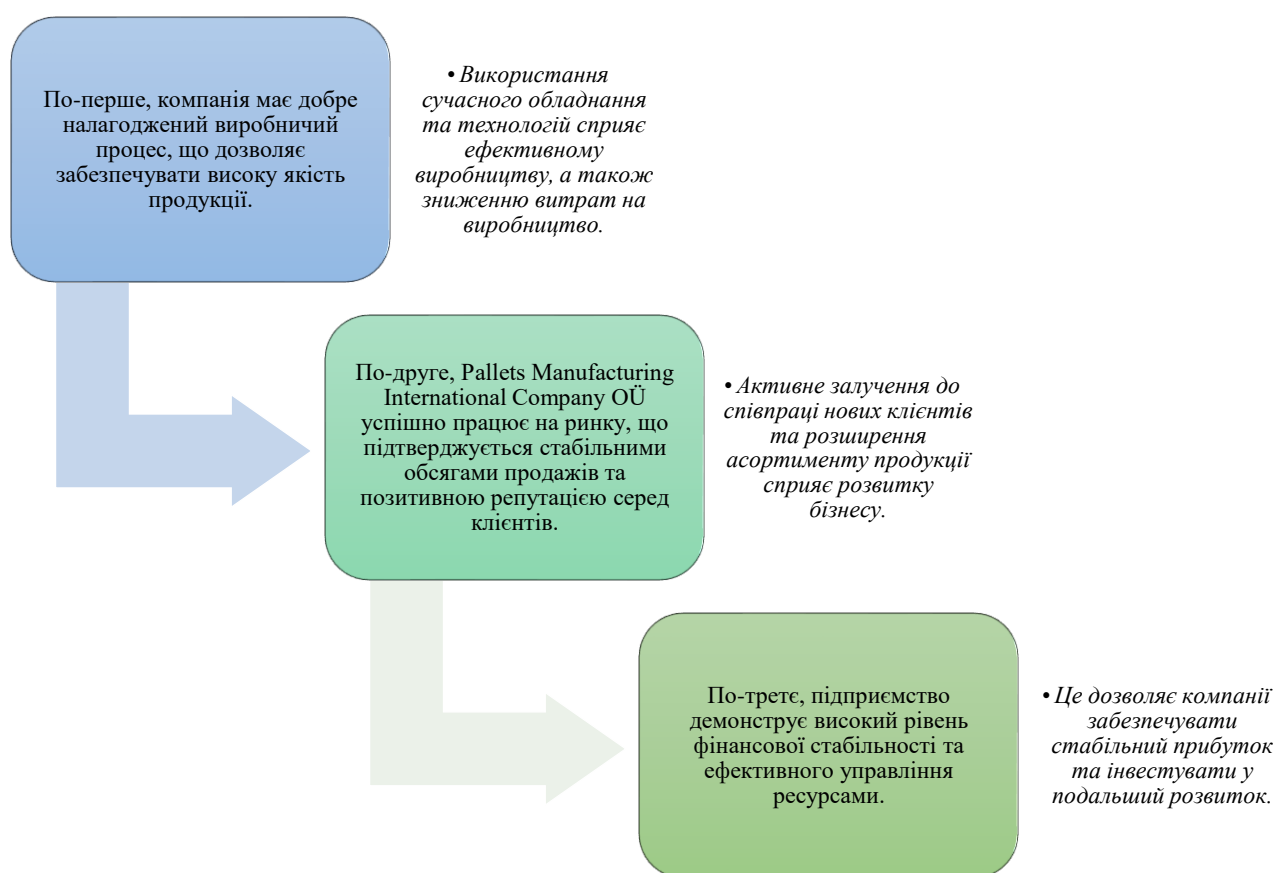 По-перше, компанія має добре
налагоджений виробничий
процес, що дозволяє
забезпечувати високу якість
продукції.
• Використання
сучасного обладнання
та технологій сприяє
ефективному
виробництву, а також
зниженню витрат на
виробництво.
По-друге, Pallets Manufacturing
International Company OÜ
успішно працює на ринку, що
підтверджується стабільними
обсягами продажів та
позитивною репутацією серед
клієнтів.
• Активне залучення до
співпраці нових клієнтів
та розширення
асортименту продукції
сприяє розвитку
бізнесу.
По-третє, підприємство
демонструє високий рівень
фінансової стабільності та
ефективного управління
ресурсами.
• Це дозволяє компанії
забезпечувати
стабільний прибуток
та інвестувати у
подальший розвиток.